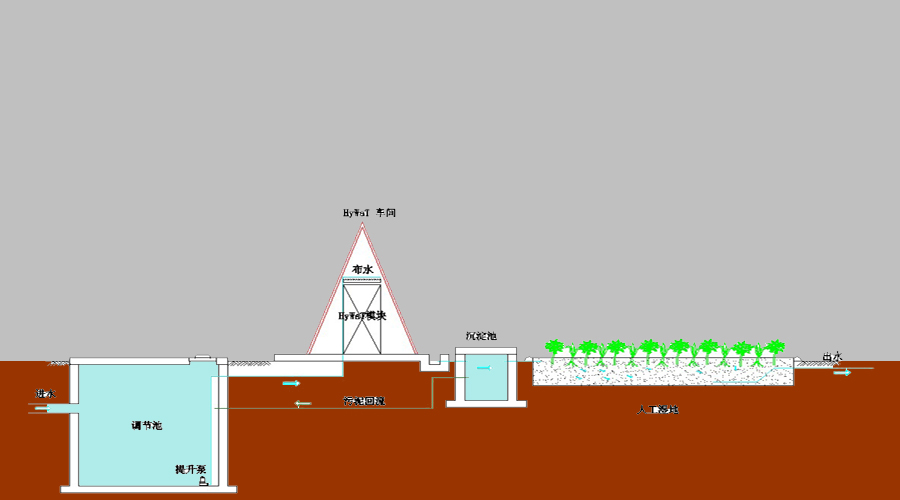 HyWaT 车间
布水
HyWaT模块
沉淀池
出水
进水
污泥回流
人工湿地
调节池
提升泵